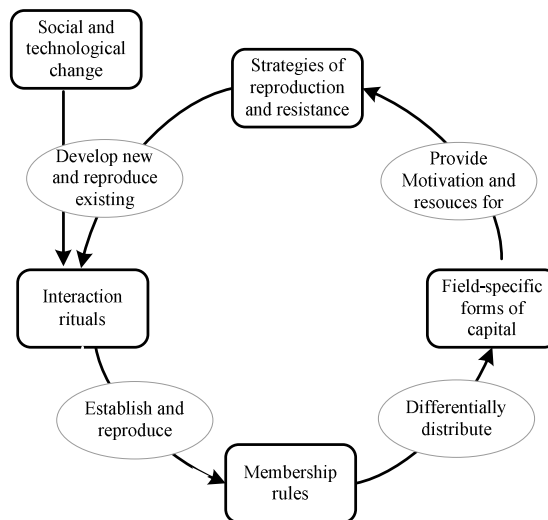 Social and
technological
change
Strategies of
reproduction
and resistance
Develop new
and reproduce
existing
Provide
Motivation and
resouces for
Interaction
rituals
Field-specific
forms of
capital
Establish and
reproduce
Differentially
distribute
Membership
rules